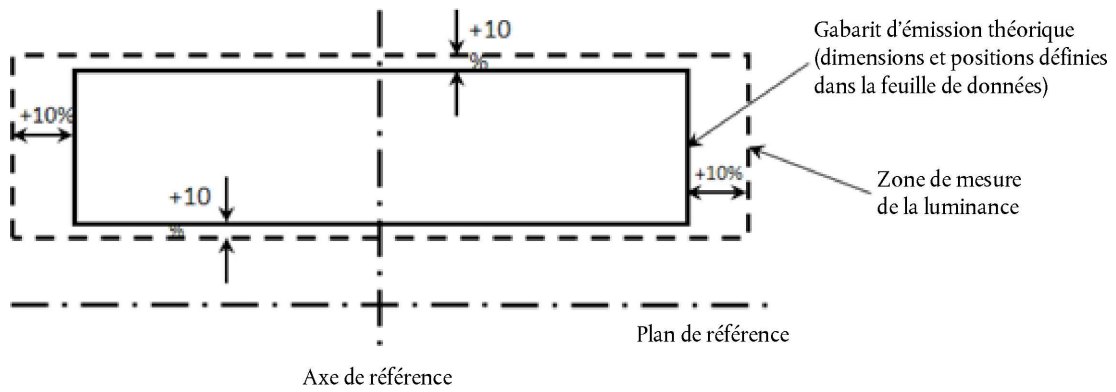 +10
%
Gabarit d'émission théorique
(dimensions et positions définies
dans la feuille de données)
+10%
+10%
+10
%
Zone de mesure
de la luminance
Plan de référence
Axe de référence